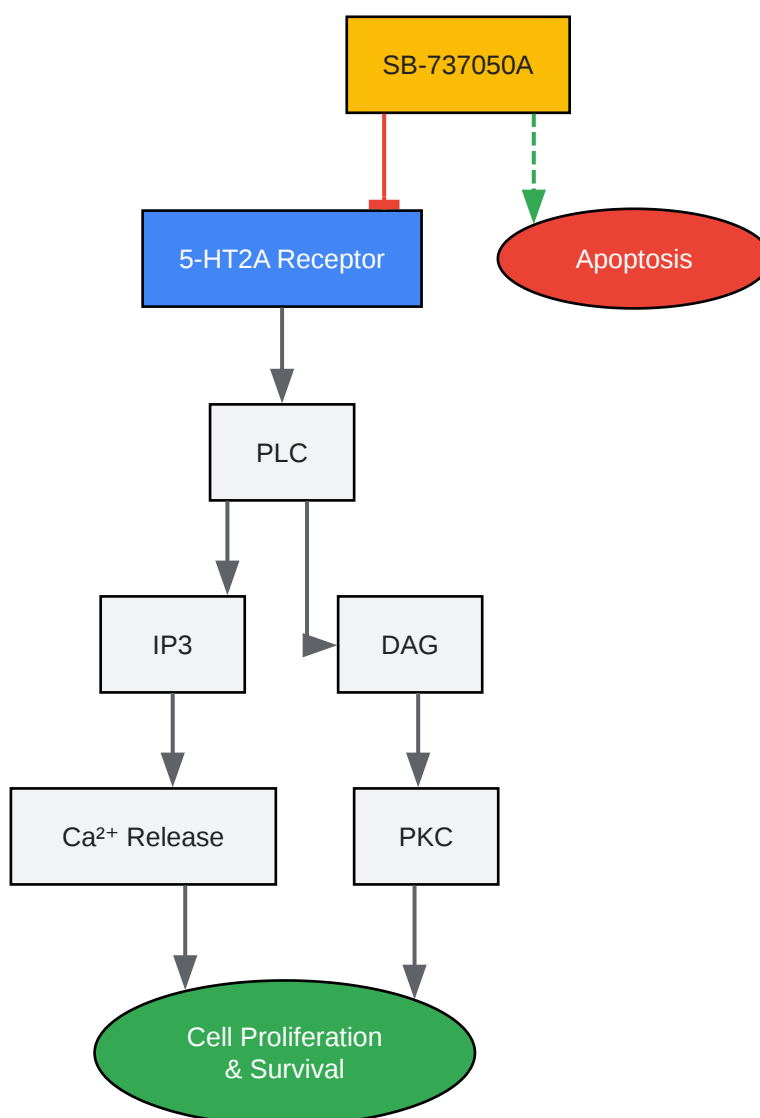 SB-737050A
5-HT2A Receptor
Apoptosis
PLC
IP3
DAG
Ca²⁺ Release
PKC
Cell Proliferation
& Survival